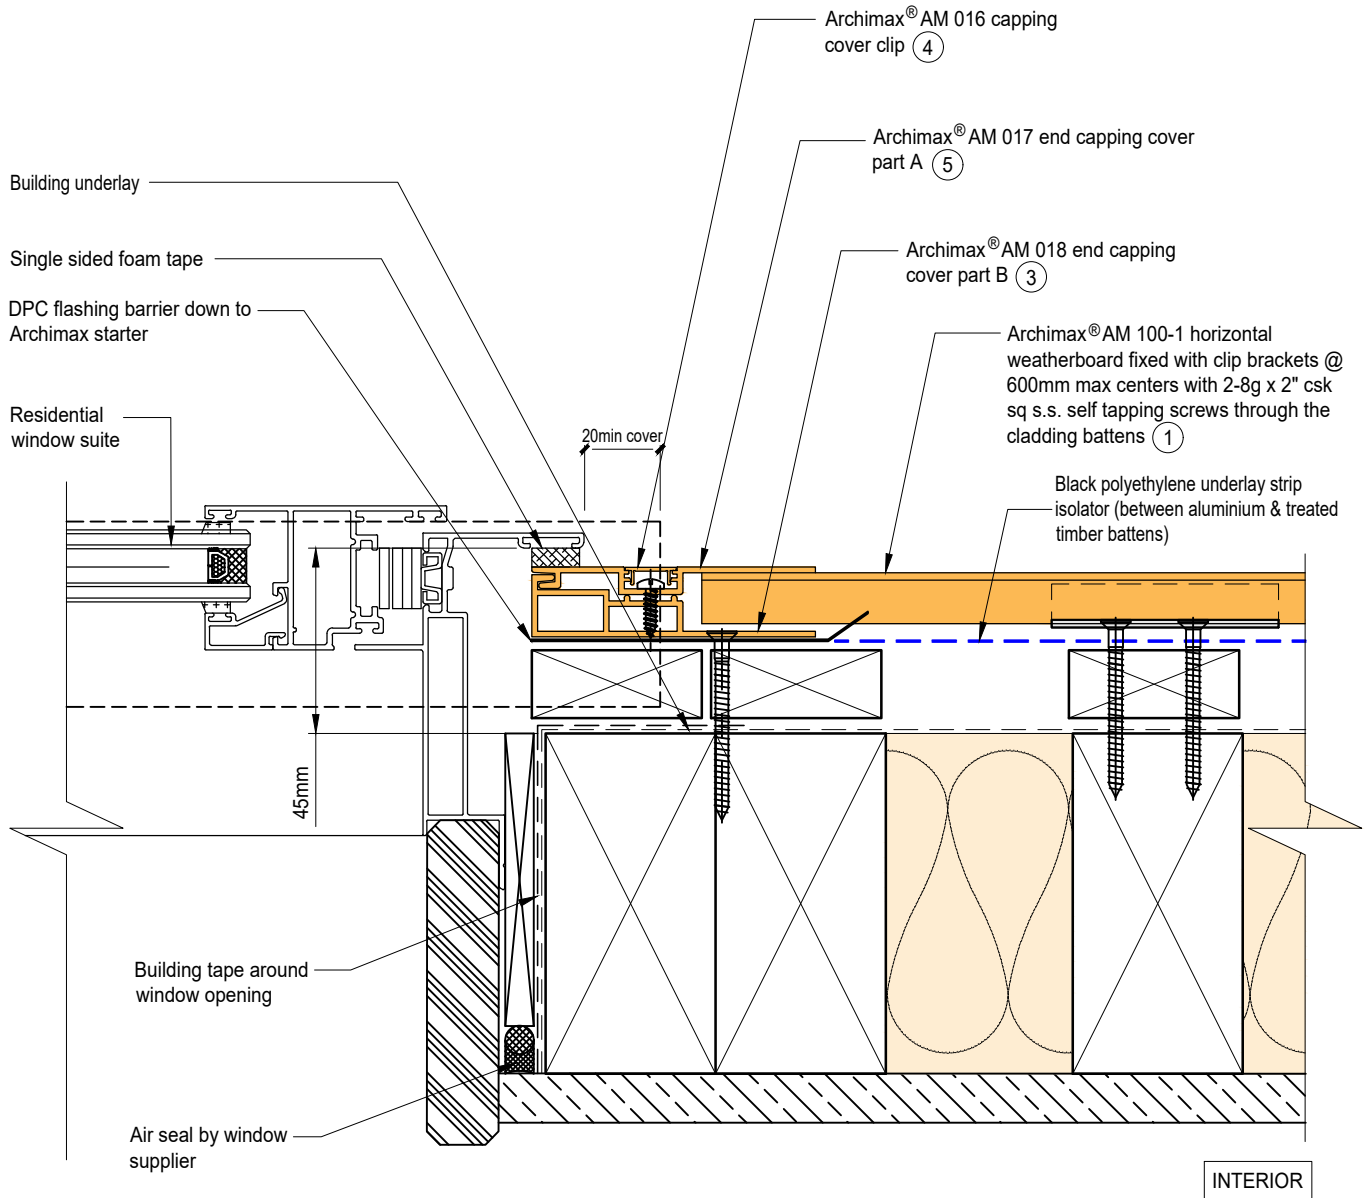 Archimax® AM 016 capping
cover clip 4
Archimax® AM 017 end capping cover
part A 5
Building underlay
Single sided foam tape
Archimax® AM 018 end capping
cover part B 3
DPC flashing barrier down to
Archimax starter
Archimax® AM 100-1 horizontal
weatherboard fixed with clip brackets @
600mm max centers with 2-8g x 2" csk
sq s.s. self tapping screws through the
cladding battens 1
Residential
window suite
20min cover
Black polyethylene underlay strip
isolator (between aluminium & treated
timber battens)
45mm
Building tape around
window opening
Air seal by window
supplier
INTERIOR